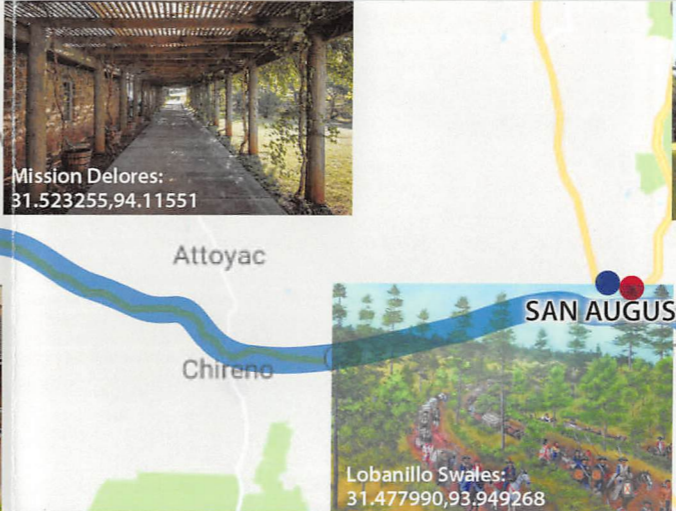 Mission Delores:
31.523255,94.11551
Attoyac
SAN AUGUS
Chireno
Lobanillo Swales:
31.477990,93.949268